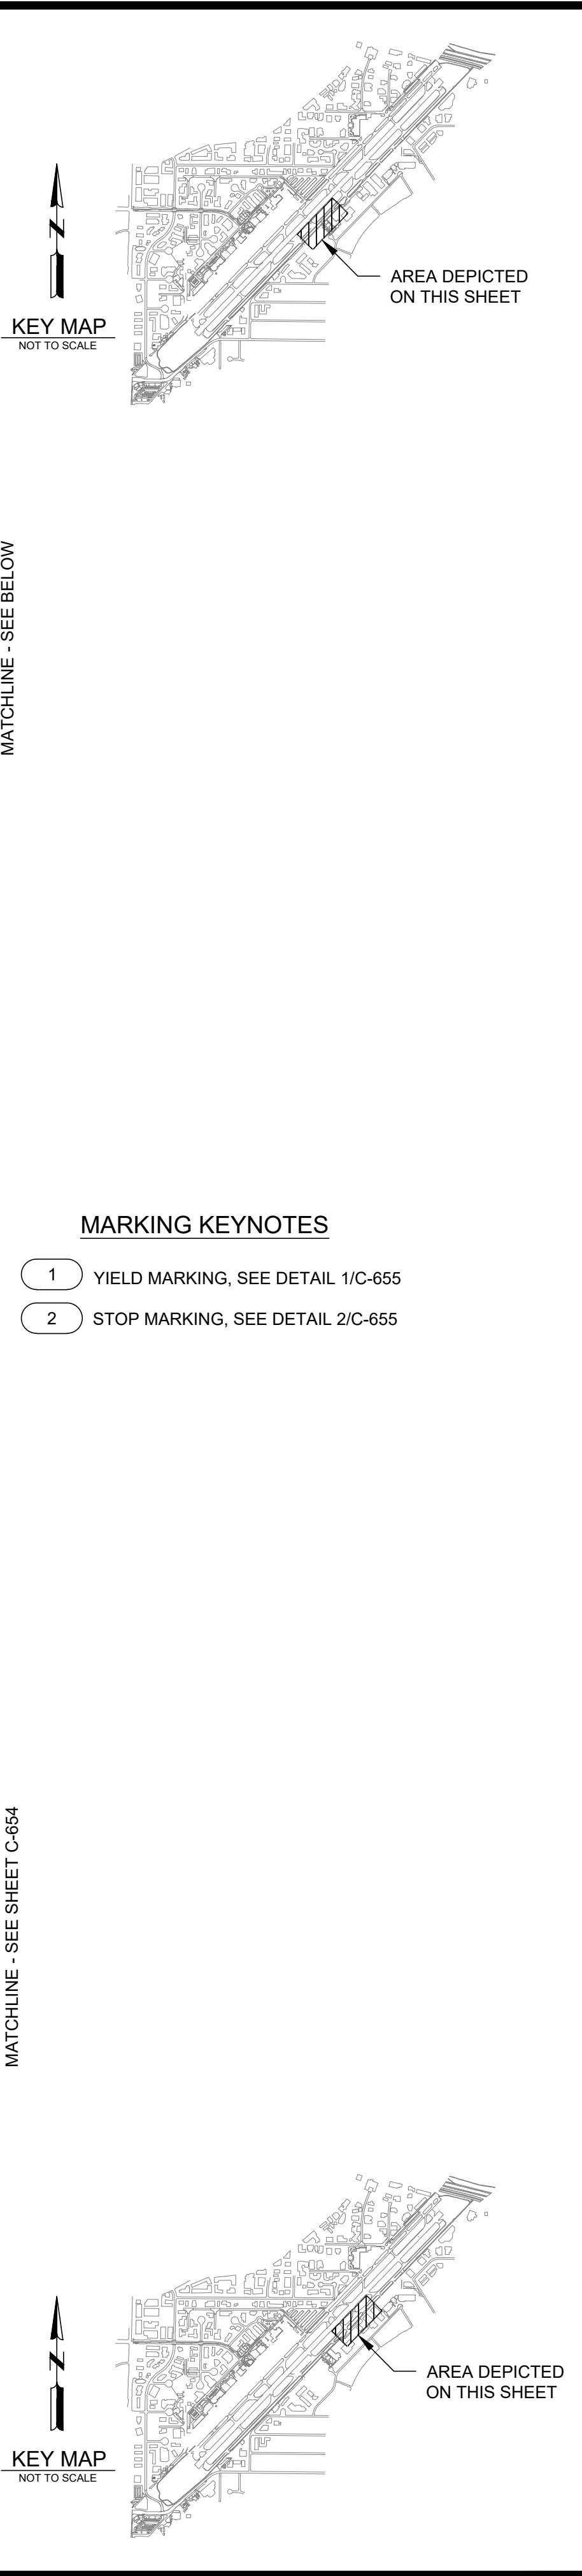 N
AREA DEPICTED
ON THIS SHEET
KEY MAP
NOT TO SCALE
MATCHLINE - SEE BELOW
MARKING KEYNOTES
1 YIELD MARKING, SEE DETAIL 1/C-655
2 STOP MARKING, SEE DETAIL 2/C-655
MATCHLINE - SEE SHEET C-654
N
AREA DEPICTED
ON THIS SHEET
KEY MAP
NOT TO SCALE